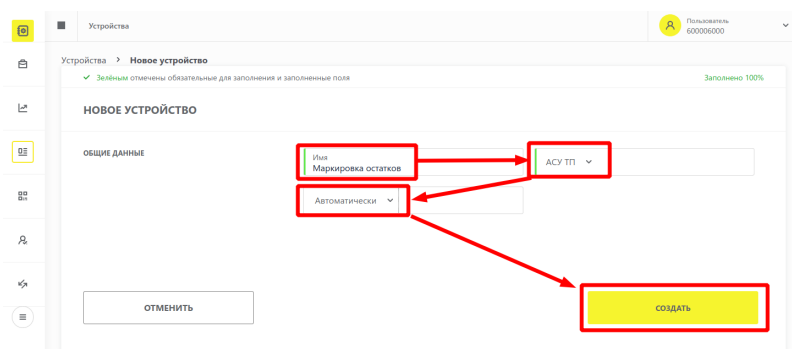 Устройства
Пользователь
600006000
Устройства > Новое устройство
✓ Зелёным отмечены обязательные для заполнения и заполненные поля
Заполнено 100%
НОВОЕ УСТРОЙСТВО
ОБЩИЕ ДАННЫЕ
Имя
Маркировка остатков
АСУ ТП
Автоматически
ОТМЕНИТЬ
СОЗДАТЬ